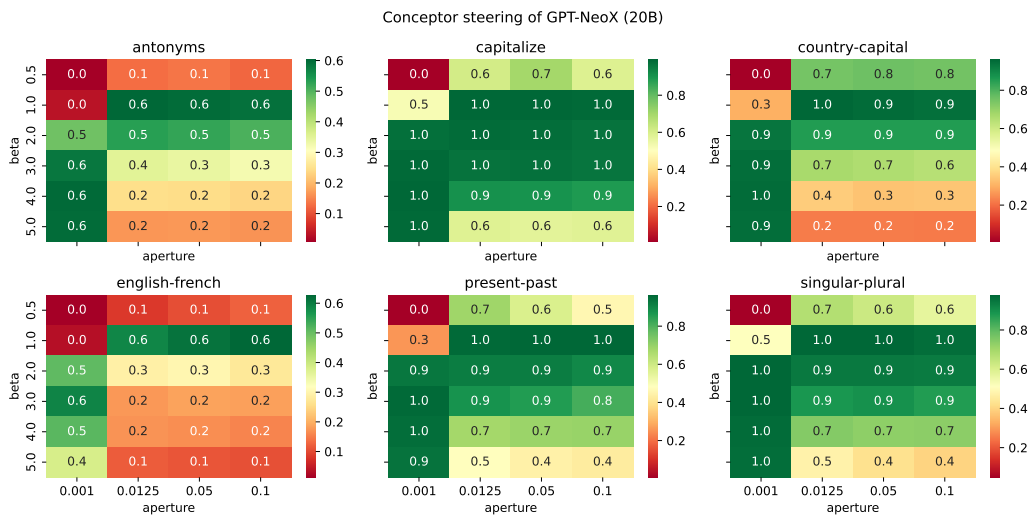 Conceptor steering of GPT-NeoX (20B)
antonyms
beta
0.5 0.0 0.1 0.1 0.1
1.0 0.0 0.6 0.6 0.6
2.0 0.5 0.5 0.5 0.5
3.0 0.6 0.4 0.3 0.3
4.0 0.6 0.2 0.2 0.2
5.0 0.6 0.2 0.2 0.2
aperture
0.6
0.5
0.4
0.3
0.2
0.1
capitalize
beta
0.0 0.6 0.7 0.6
0.5 1.0 1.0 1.0
1.0 1.0 1.0 1.0
1.0 1.0 1.0 1.0
1.0 0.9 0.9 0.9
1.0 0.6 0.6 0.6
aperture
0.8
0.6
0.4
0.2
country-capital
beta
0.0 0.7 0.8 0.8
0.3 1.0 0.9 0.9
0.9 0.9 0.9 0.9
0.9 0.7 0.7 0.6
1.0 0.4 0.3 0.3
0.9 0.2 0.2 0.2
aperture
0.8
0.6
0.4
0.2
english-french
beta
0.5 0.0 0.1 0.1 0.1
1.0 0.0 0.6 0.6 0.6
2.0 0.5 0.3 0.3 0.3
3.0 0.6 0.2 0.2 0.2
4.0 0.5 0.2 0.2 0.2
5.0 0.4 0.1 0.1 0.1
0.001 0.0125 0.05 0.1
aperture
0.6
0.5
0.4
0.3
0.2
0.1
present-past
beta
0.0 0.7 0.6 0.5
0.3 1.0 1.0 1.0
0.9 0.9 0.9 0.9
1.0 0.9 0.9 0.8
1.0 0.7 0.7 0.7
0.9 0.5 0.4 0.4
0.001 0.0125 0.05 0.1
aperture
0.8
0.6
0.4
0.2
singular-plural
beta
0.0 0.7 0.6 0.6
0.5 1.0 1.0 1.0
1.0 0.9 0.9 0.9
1.0 0.9 0.9 0.9
1.0 0.7 0.7 0.7
1.0 0.5 0.4 0.4
0.001 0.0125 0.05 0.1
aperture
0.8
0.6
0.4
0.2